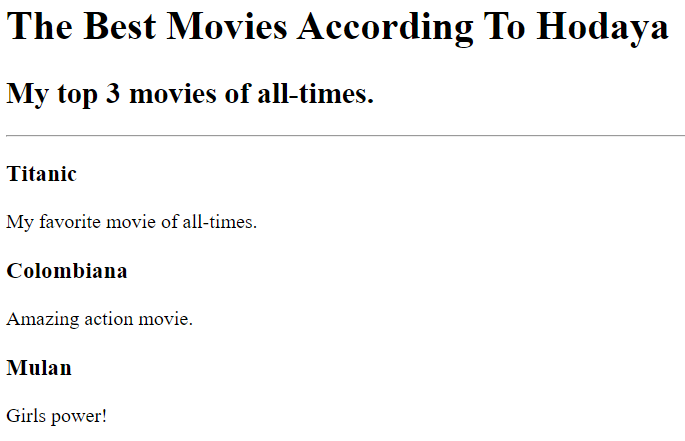 The Best Movies According To Hodaya
My top 3 movies of all-times.
Titanic
My favorite movie of all-times.
Colombiana
Amazing action movie.
Mulan
Girls power!